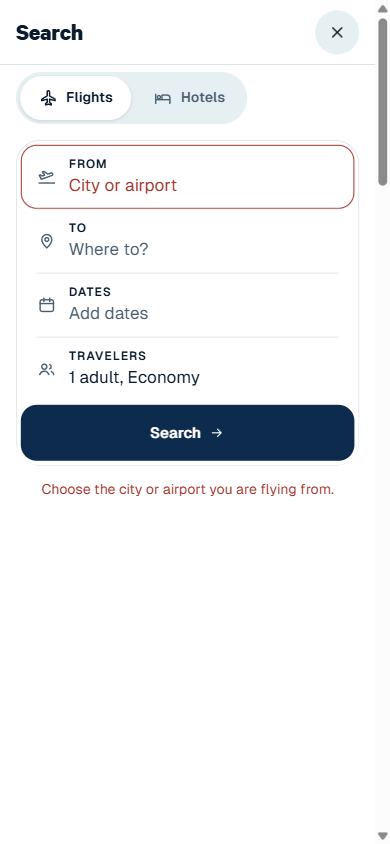 Search
Flights
Hotels
FROM
City or airport
TO
Where to?
DATES
Add dates
TRAVELERS
1 adult, Economy
Search
Choose the city or airport you are flying from.